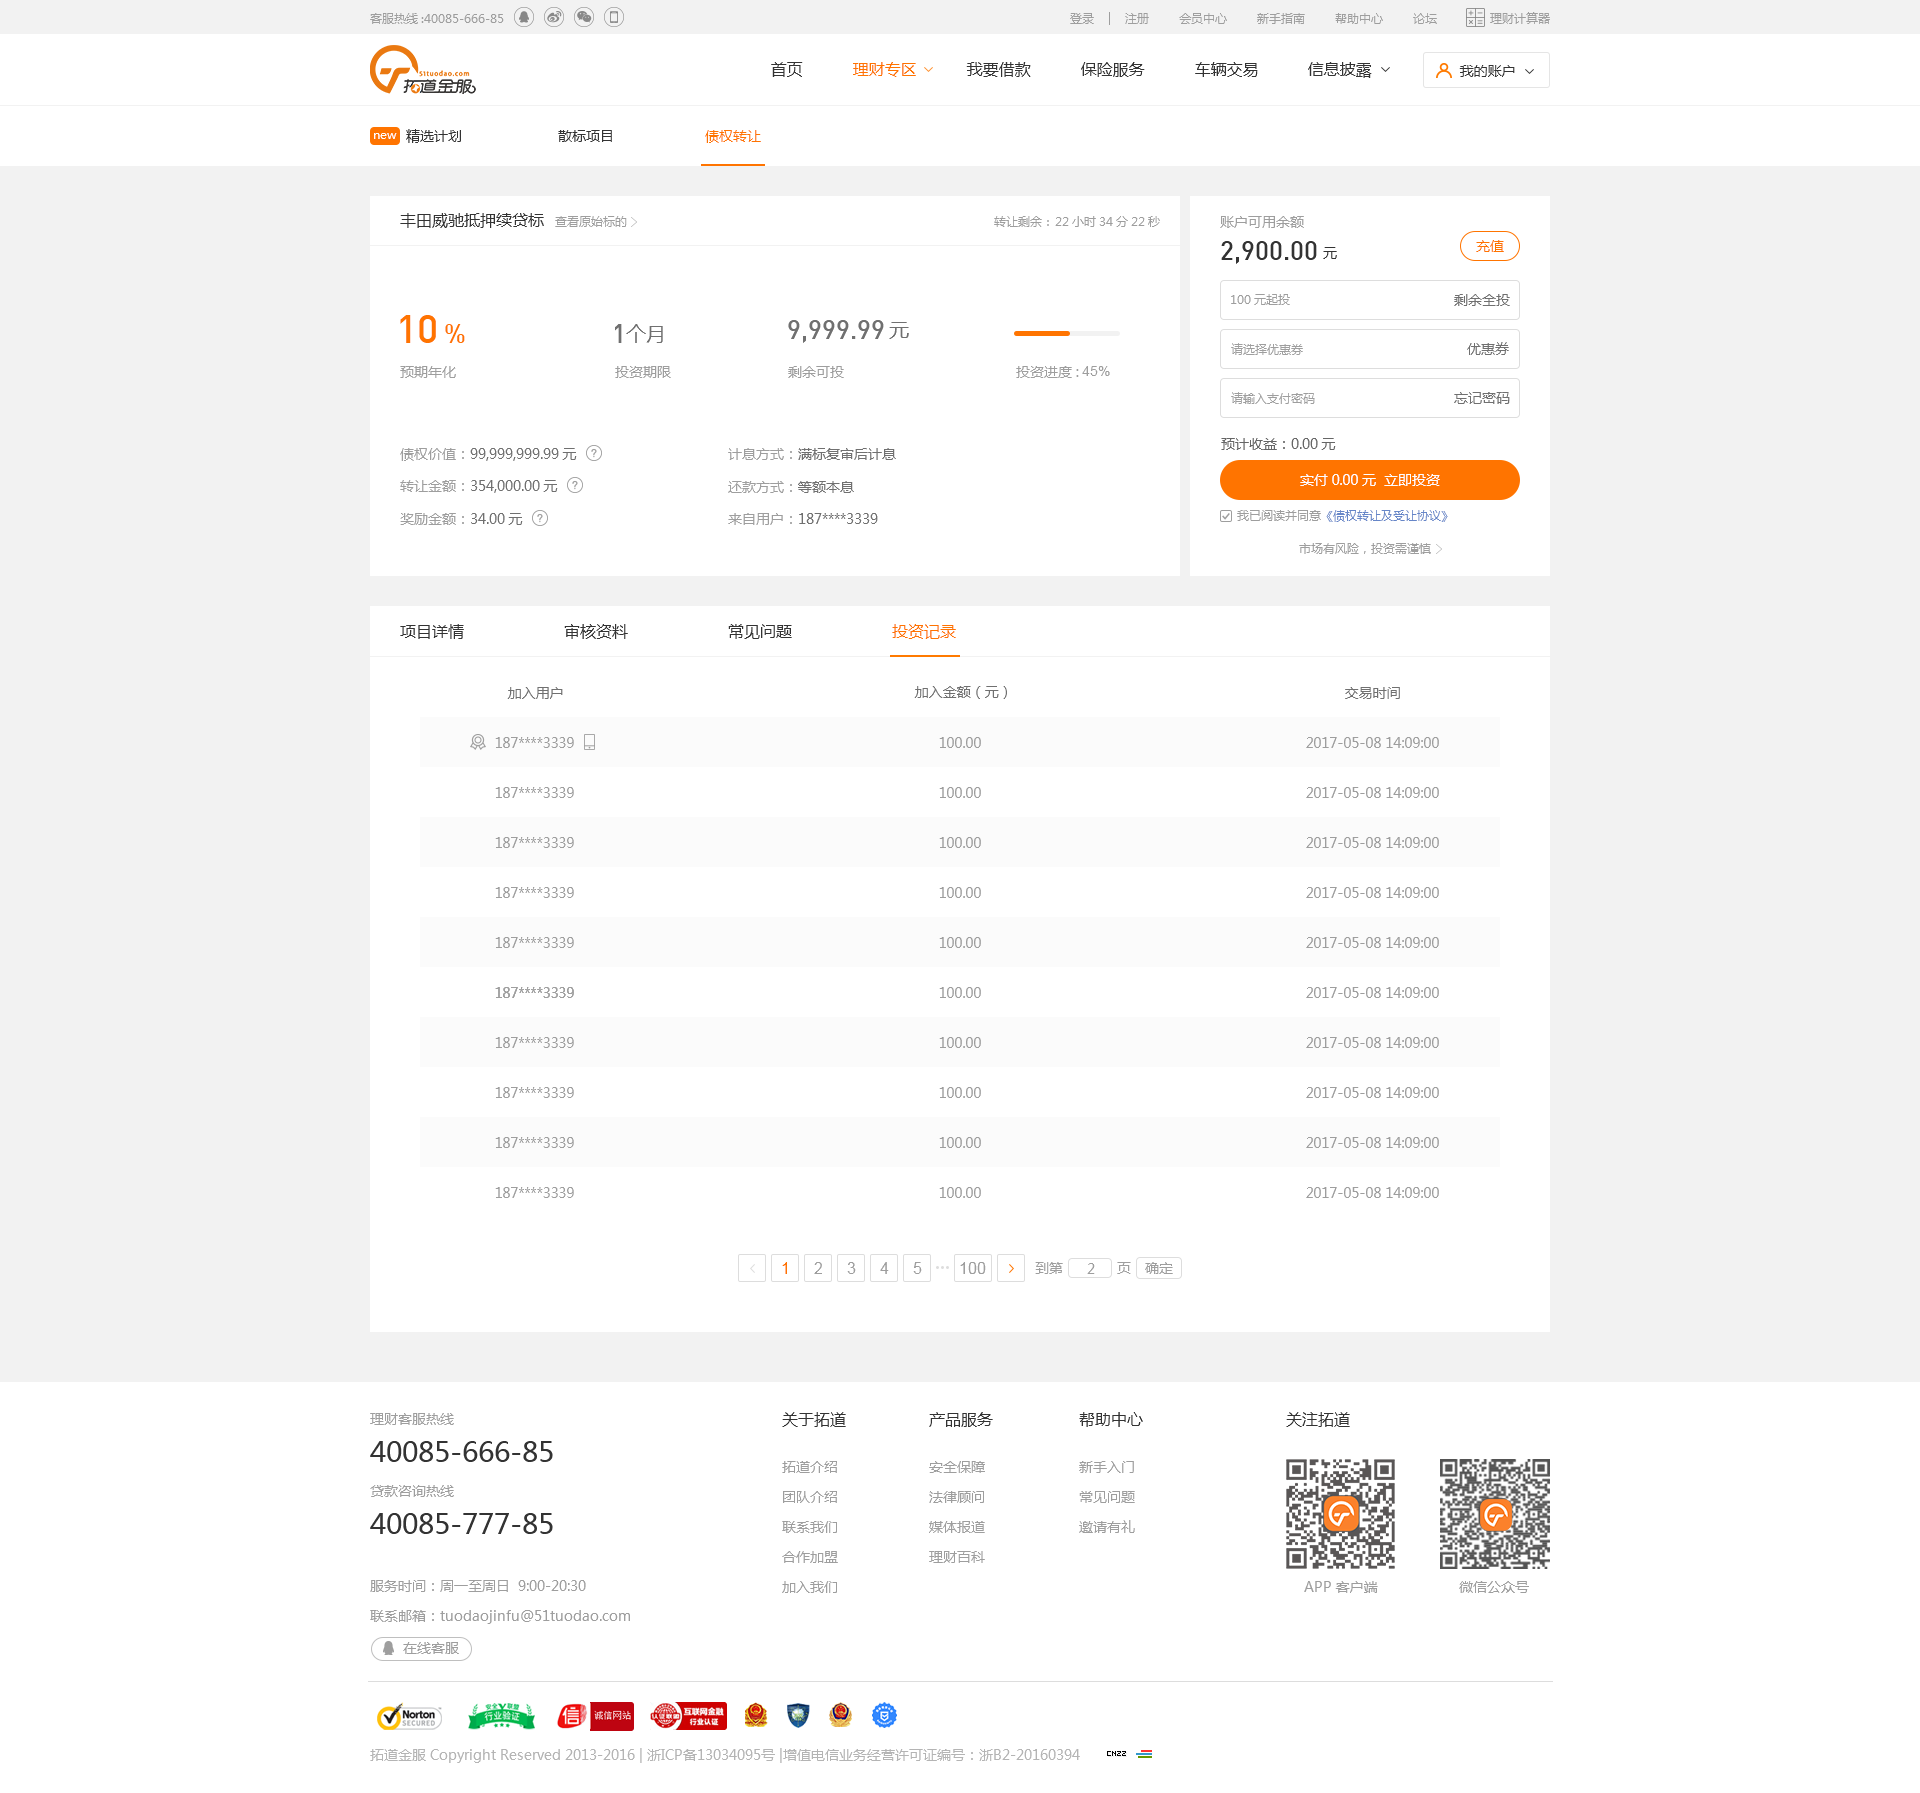 客服热线 :40085-666-85
登录 | 注册 会员中心 新手指南 帮助中心 论坛 理财计算器
51tuodao.com
拓道金服
首页 理财专区 我要借款 保险服务 车辆交易 信息披露 我的账户
new 精选计划 散标项目 债权转让
丰田威驰抵押续贷标 查看原始标的 转让剩余：22 小时 34 分 22 秒
10 % 1个月 9,999.99 元
预期年化 投资期限 剩余可投 投资进度 : 45%
债权价值：99,999,999.99 元 ? 计息方式：满标复审后计息
转让金额：354,000.00 元 ? 还款方式：等额本息
奖励金额：34.00 元 ? 来自用户：187****3339
账户可用余额
2,900.00 元 充值
100 元起投 剩余全投
请选择优惠券 优惠券
请输入支付密码 忘记密码
预计收益：0.00 元
实付 0.00 元 立即投资
我已阅读并同意《债权转让及受让协议》
市场有风险，投资需谨慎
项目详情 审核资料 常见问题 投资记录
加入用户 加入金额（元） 交易时间
187****3339 100.00 2017-05-08 14:09:00
187****3339 100.00 2017-05-08 14:09:00
187****3339 100.00 2017-05-08 14:09:00
187****3339 100.00 2017-05-08 14:09:00
187****3339 100.00 2017-05-08 14:09:00
187****3339 100.00 2017-05-08 14:09:00
187****3339 100.00 2017-05-08 14:09:00
187****3339 100.00 2017-05-08 14:09:00
187****3339 100.00 2017-05-08 14:09:00
187****3339 100.00 2017-05-08 14:09:00
< 1 2 3 4 5 ··· 100 > 到第 2 页 确定
理财客服热线
40085-666-85
贷款咨询热线
40085-777-85
服务时间：周一至周日 9:00-20:30
联系邮箱：tuodaojinfu@51tuodao.com
在线客服
关于拓道
拓道介绍
团队介绍
联系我们
合作加盟
加入我们
产品服务
安全保障
法律顾问
媒体报道
理财百科
帮助中心
新手入门
常见问题
邀请有礼
关注拓道
APP 客户端 微信公众号
Norton
SECURED
安全联盟
行业验证
信 诚信网站
互联网金融
行业认证
拓道金服 Copyright Reserved 2013-2016 | 浙ICP备13034095号 |增值电信业务经营许可证编号：浙B2-20160394 CNZZ